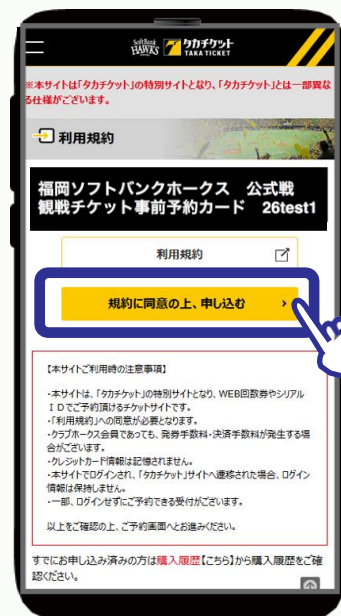 SoftBank HAWKS タカチケット TAKA TICKET
※本サイトは「タカチケット」の特別サイトとなり、「タカチケット」とは一部異な
る仕様がございます。
利用規約
福岡ソフトバンクホークス　公式戦
観戦チケット事前予約カード　26test1
利用規約
規約に同意の上、申し込む
【本サイトご利用時の注意事項】
・本サイトは、「タカチケット」の特別サイトとなり、WEB回数券やシリアル
ＩＤでご予約頂けるチケットサイトです。
・「利用規約」への同意が必要となります。
・クラブホークス会員であっても、発券手数料・決済手数料が発生する場
合がございます。
・クレジットカード情報は記憶されません。
・本サイトでログインされ、「タカチケット」サイトへ遷移された場合、ログイン
情報は保持しません。
・一部、ログインせずにご予約できる受付がございます。
以上をご確認の上、ご予約画面へとお進みください。
すでにお申し込み済みの方は購入履歴【こちら】から購入履歴をご確
認ください。